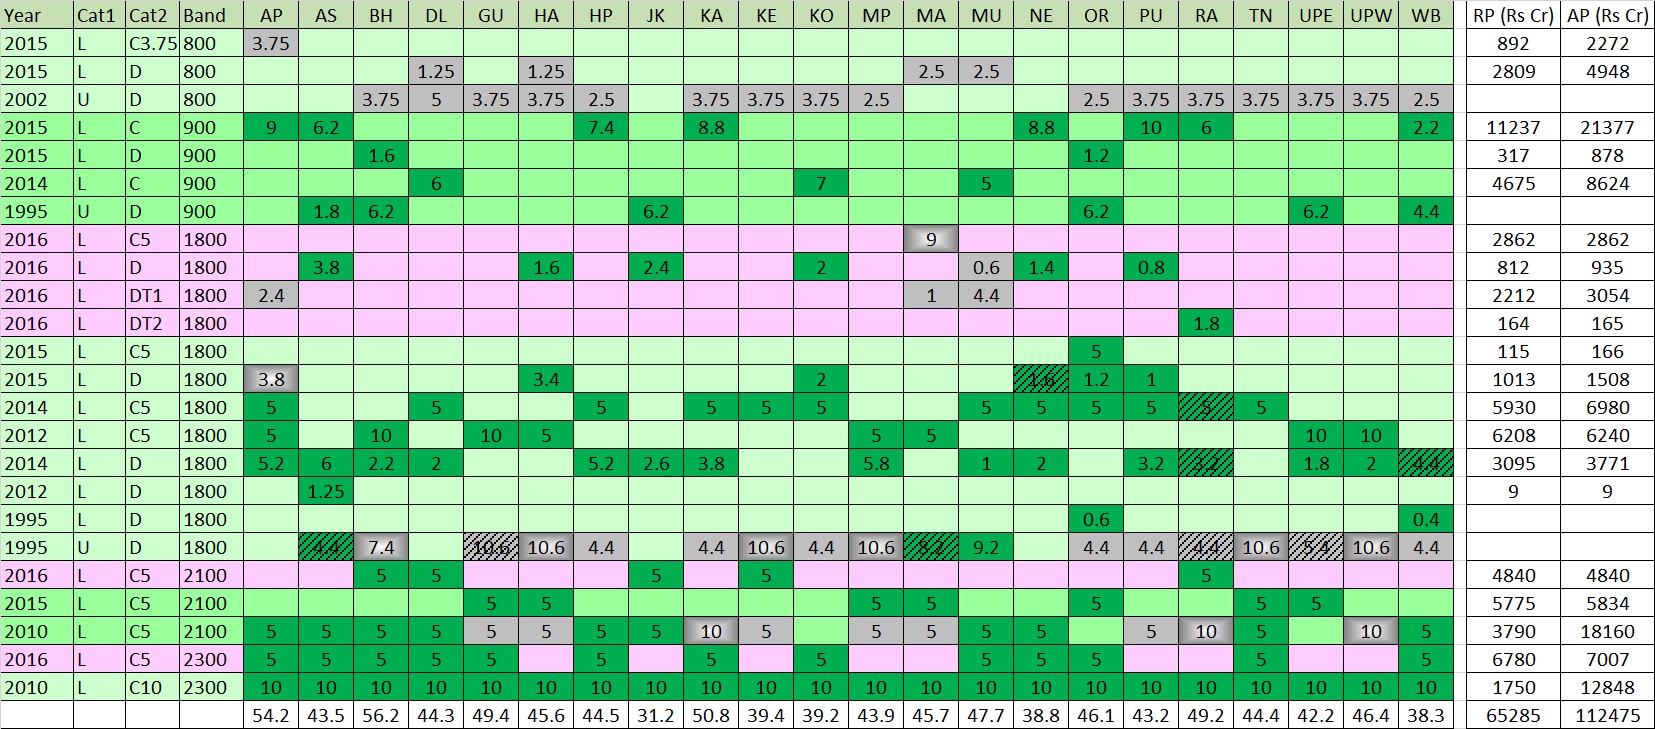 Year Cat1 Cat2 Band AP AS BH DL GU HA HP JK KA KE KO MP MA MU NE OR PU RA TN UPE UPW WB RP (Rs Cr) AP (Rs Cr)
2015 L C3.75 800 3.75 892 2272
2015 L D 800 1.25 1.25 2.5 2.5 2809 4948
2002 U D 800 3.75 5 3.75 3.75 2.5 3.75 3.75 3.75 2.5 2.5 3.75 3.75 3.75 3.75 3.75 2.5
2015 L C 900 9 6.2 7.4 8.8 8.8 10 6 2.2 11237 21377
2015 L D 900 1.6 1.2 317 878
2014 L C 900 6 7 5 4675 8624
1995 U D 900 1.8 6.2 6.2 6.2 6.2 4.4
2016 L C5 1800 9 2862 2862
2016 L D 1800 3.8 1.6 2.4 2 0.6 1.4 0.8 812 935
2016 L DT1 1800 2.4 1 4.4 2212 3054
2016 L DT2 1800 1.8 164 165
2015 L C5 1800 5 115 166
2015 L D 1800 3.8 3.4 2 1.6 1.2 1 1013 1508
2014 L C5 1800 5 5 5 5 5 5 5 5 5 5 5 5 5930 6980
2012 L C5 1800 5 10 10 5 5 5 10 10 6208 6240
2014 L D 1800 5.2 6 2.2 2 5.2 2.6 3.8 5.8 1 2 3.2 3.2 1.8 2 4.4 3095 3771
2012 L D 1800 1.25 9 9
1995 L D 1800 0.6 0.4
1995 U D 1800 4.4 7.4 10.6 10.6 4.4 4.4 10.6 4.4 10.6 8.2 9.2 4.4 4.4 4.4 10.6 5.4 10.6 4.4
2016 L C5 2100 5 5 5 5 5 4840 4840
2015 L C5 2100 5 5 5 5 5 5 5 5775 5834
2010 L C5 2100 5 5 5 5 5 5 5 5 10 5 5 5 5 5 5 10 5 10 5 3790 18160
2016 L C5 2300 5 5 5 5 5 5 5 5 5 5 5 5 5 6780 7007
2010 L C10 2300 10 10 10 10 10 10 10 10 10 10 10 10 10 10 10 10 10 10 10 10 10 10 1750 12848
54.2 43.5 56.2 44.3 49.4 45.6 44.5 31.2 50.8 39.4 39.2 43.9 45.7 47.7 38.8 46.1 43.2 49.2 44.4 42.2 46.4 38.3 65285 112475